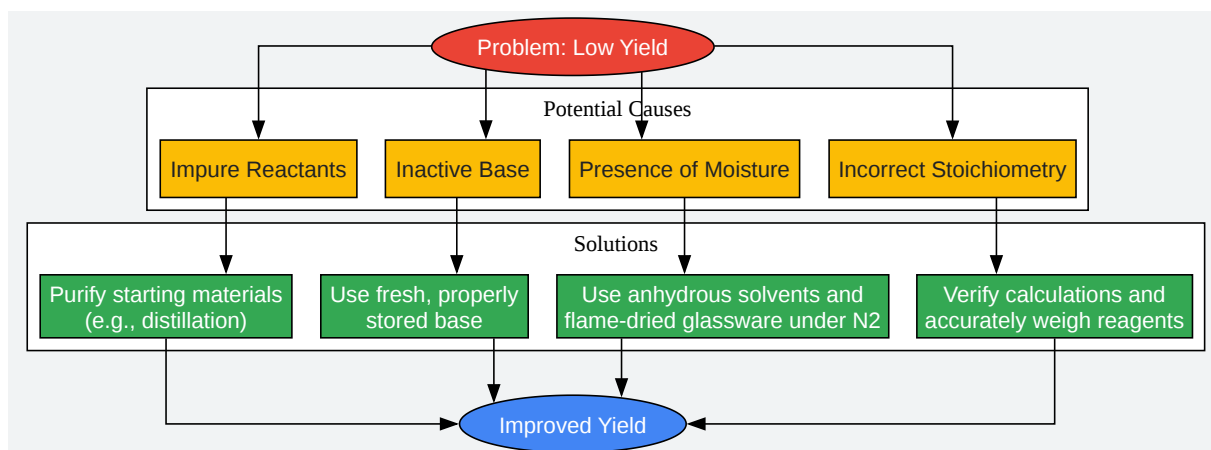 Problem: Low Yield
Potential Causes
Impure Reactants
Inactive Base
Presence of Moisture
Incorrect Stoichiometry
Solutions
Purify starting materials
(e.g., distillation)
Use fresh, properly
stored base
Use anhydrous solvents and
flame-dried glassware under N2
Verify calculations and
accurately weigh reagents
Improved Yield